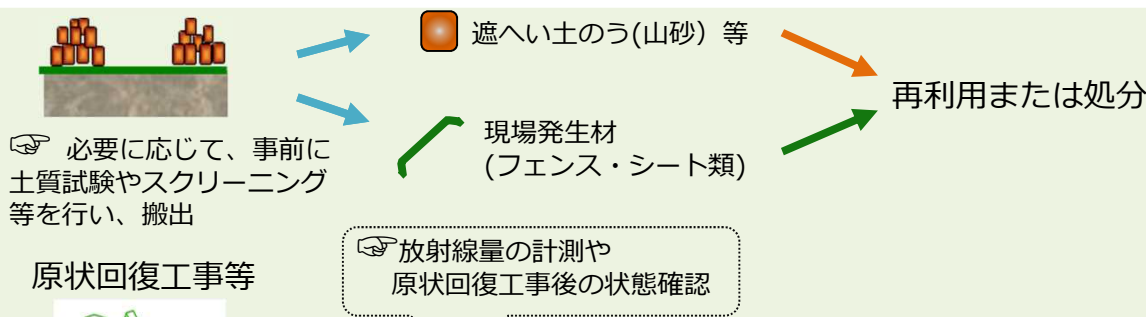 遮へい土のう(山砂）等
再利用または処分
現場発生材
(フェンス・シート類)
☞ 必要に応じて、事前に
土質試験やスクリーニング
等を行い、搬出
☞放射線量の計測や
原状回復工事後の状態確認
原状回復工事等